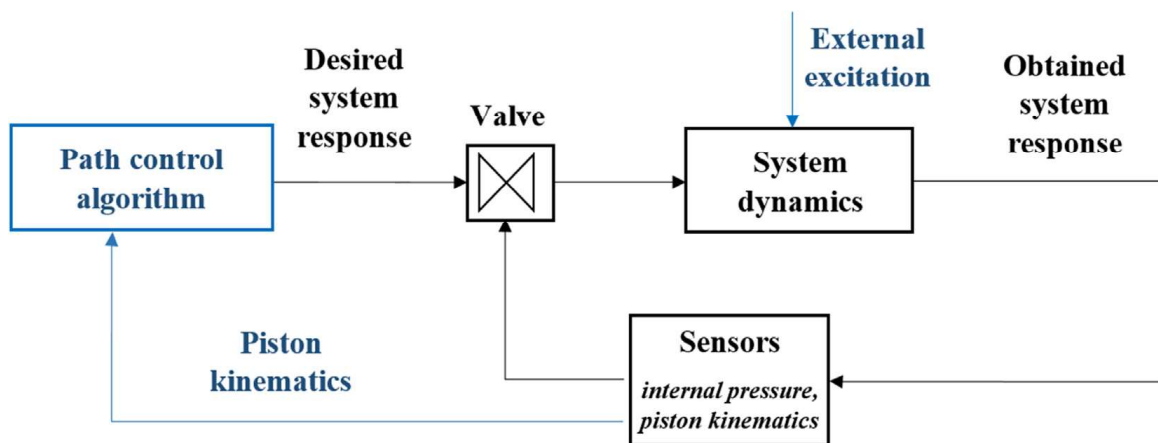 Path control
algorithm
Desired
system
response
Valve
External
excitation
System
dynamics
Obtained
system
response
Piston
kinematics
Sensors
internal pressure,
piston kinematics